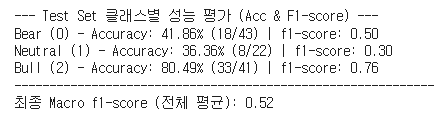 --- Test Set 클래스별 성능 평가 (Acc & F1-score) ---
Bear (0) - Accuracy: 41.86% (18/43) | f1-score: 0.50
Neutral (1) - Accuracy: 36.36% (8/22) | f1-score: 0.30
Bull (2) - Accuracy: 80.49% (33/41) | f1-score: 0.76
------------------------------------------------------------
최종 Macro f1-score (전체 평균): 0.52